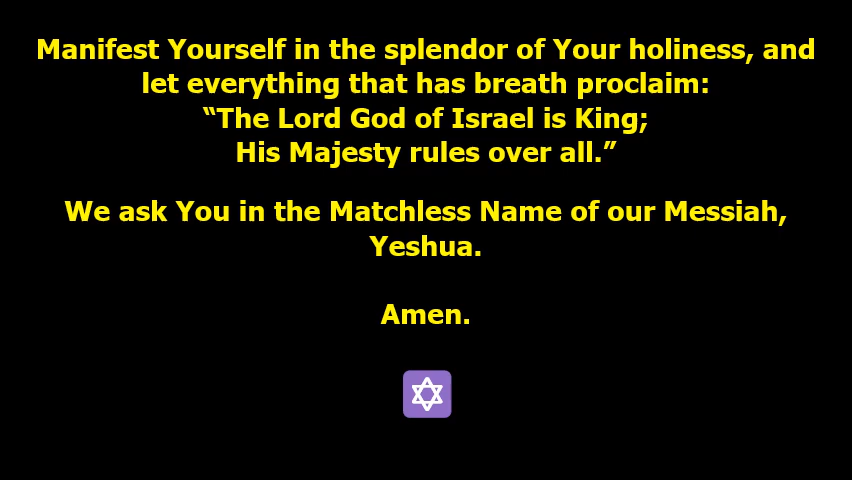 Manifest Yourself in the splendor of Your holiness, and
let everything that has breath proclaim:
“The Lord God of Israel is King;
His Majesty rules over all.”
We ask You in the Matchless Name of our Messiah,
Yeshua.
Amen.